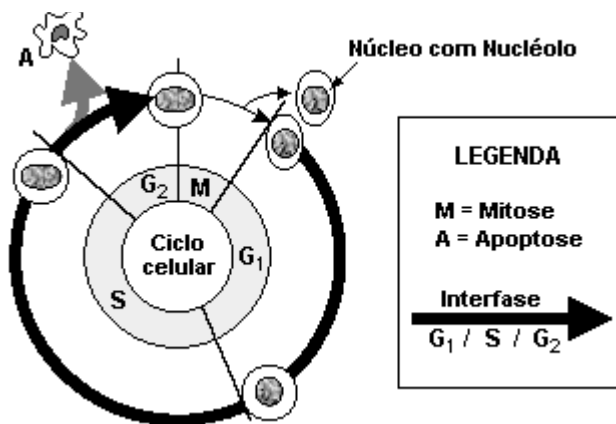 Núcleo com Nucléolo
A
G₂
M
Ciclo
celular
G₁
S
LEGENDA
M = Mitose
A = Apoptose
Interfase
G₁ / S / G₂